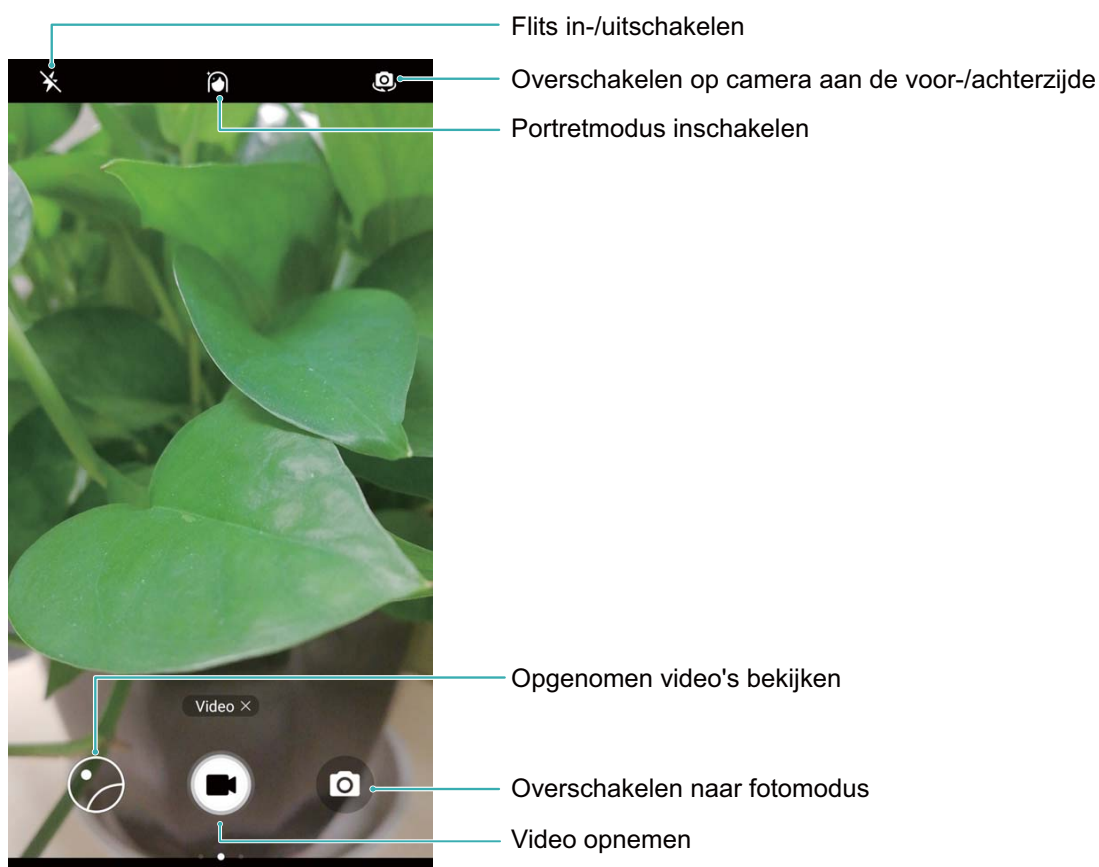 Flits in-/uitschakelen
Overschakelen op camera aan de voor-/achterzijde
Portretmodus inschakelen
Opgenomen video's bekijken
Video ×
Overschakelen naar fotomodus
Video opnemen